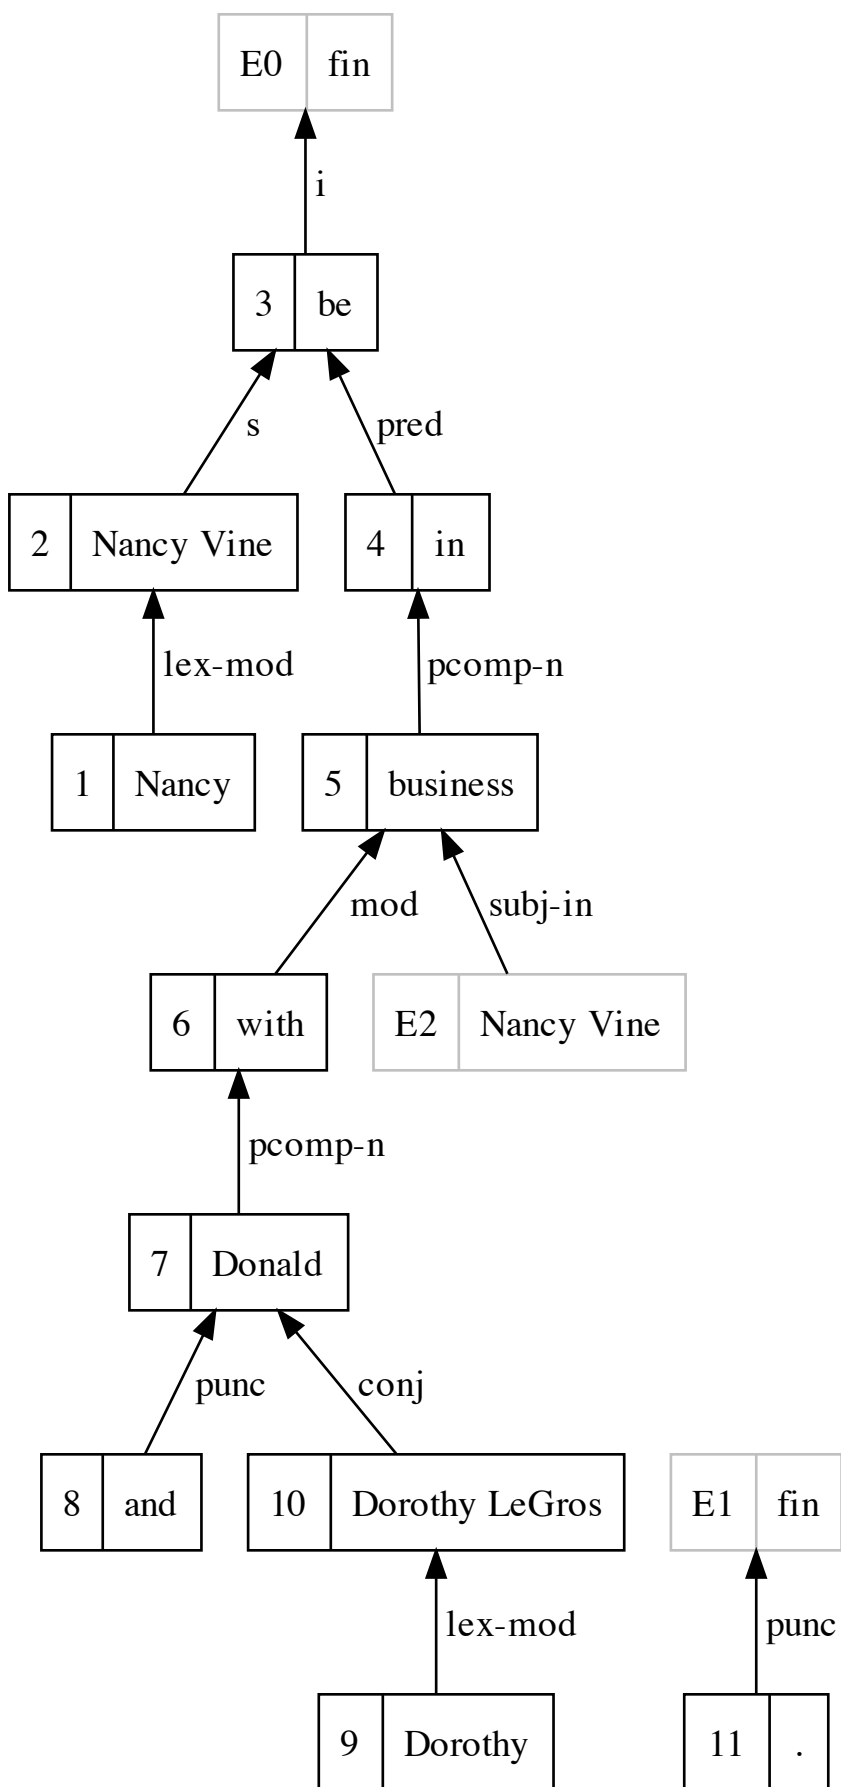 E0 fin
i
3 be
s pred
2 Nancy Vine 4 in
lex-mod pcomp-n
1 Nancy 5 business
mod subj-in
6 with E2 Nancy Vine
pcomp-n
7 Donald
punc conj
8 and 10 Dorothy LeGros E1 fin
lex-mod punc
9 Dorothy 11 .